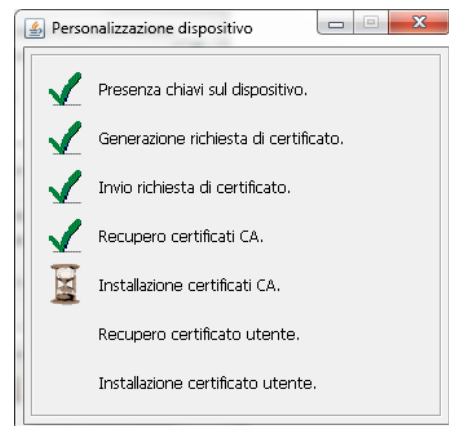 Personalizzazione dispositivo
Presenza chiavi sul dispositivo.
Generazione richiesta di certificato.
Invio richiesta di certificato.
Recupero certificati CA.
Installazione certificati CA.
Recupero certificato utente.
Installazione certificato utente.